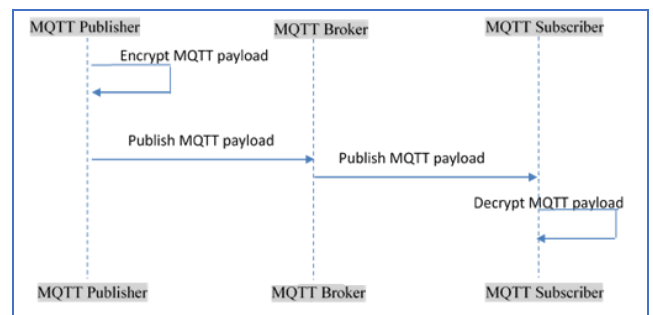 MQTT Publisher
MQTT Broker
MQTT Subscriber
Encrypt MQTT payload
Publish MQTT payload
Publish MQTT payload
Decrypt MQTT payload
MQTT Publisher
MQTT Broker
MQTT Subscriber